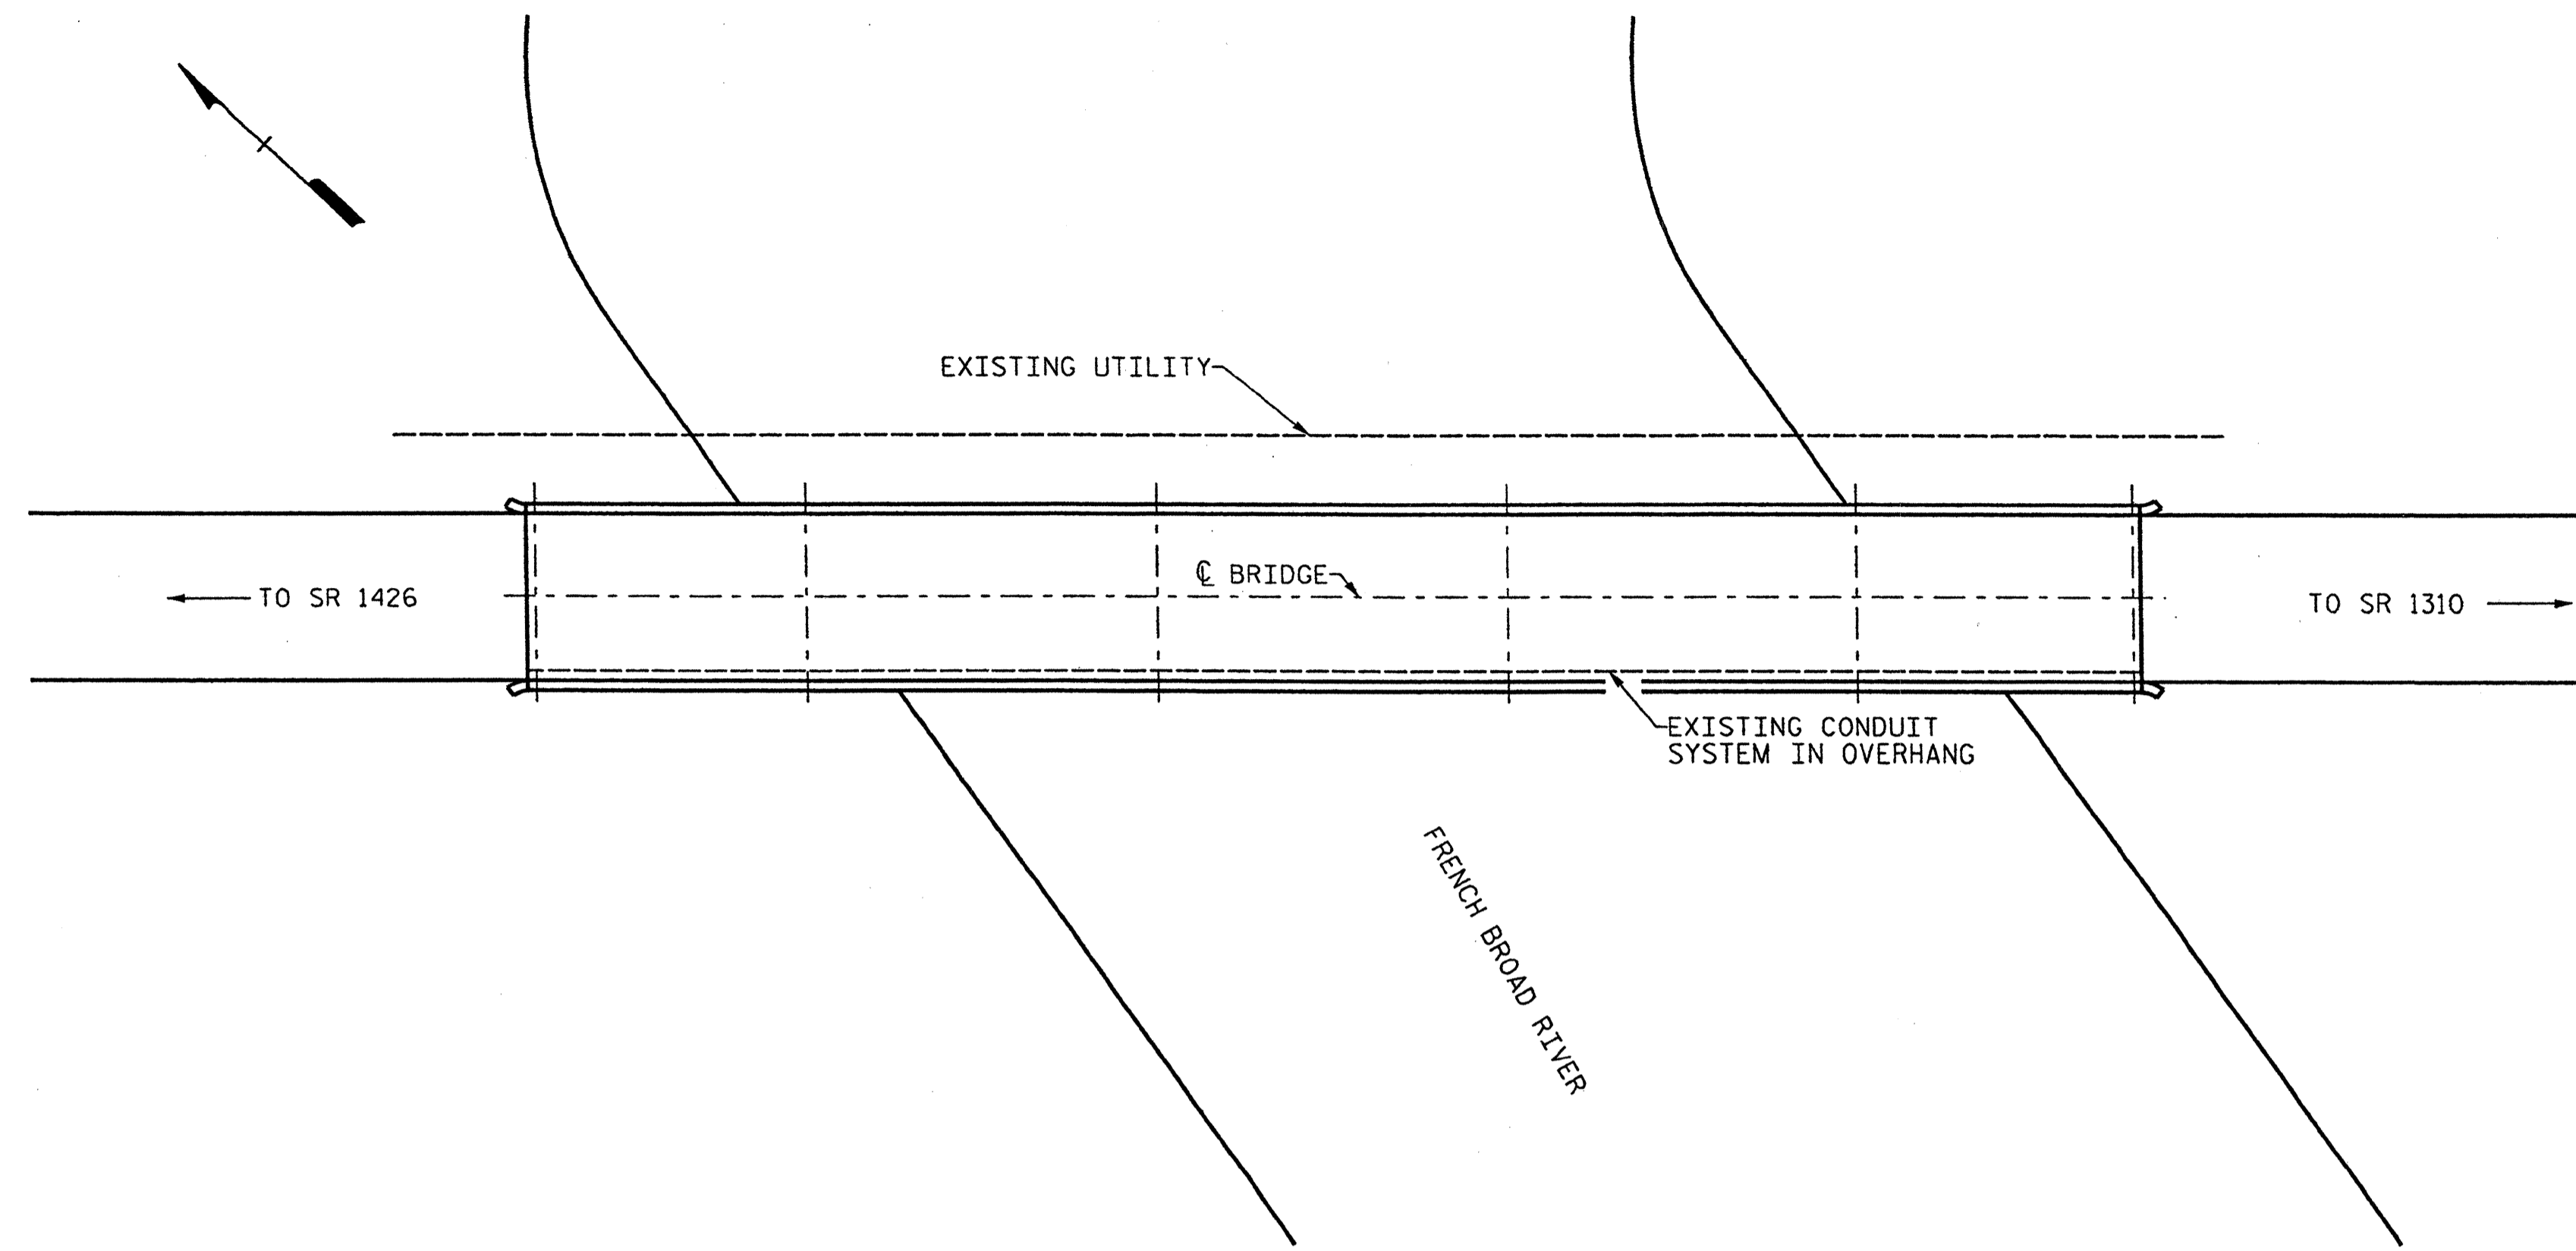 EXISTING UTILITY
℄ BRIDGE
TO SR 1426
TO SR 1310
EXISTING CONDUIT
SYSTEM IN OVERHANG
FRENCH BROAD RIVER